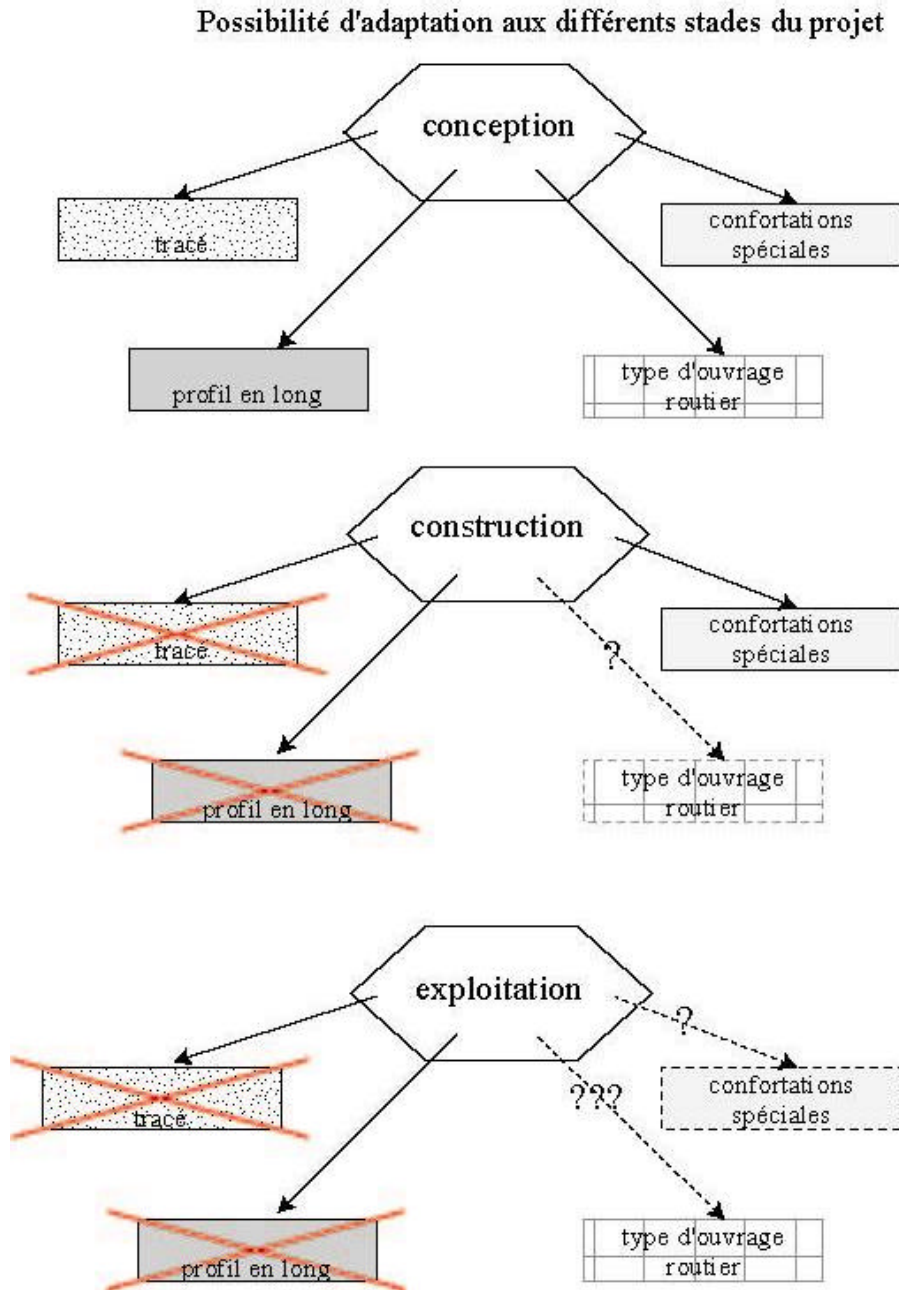 Possibilité d'adaptation aux différents stades du projet
conception
tracé
confortations
spéciales
profil en long
type d'ouvrage
routier
construction
tracé
confortations
spéciales
?
profil en long
type d'ouvrage
routier
exploitation
?
???
tracé
confortations
spéciales
profil en long
type d'ouvrage
routier